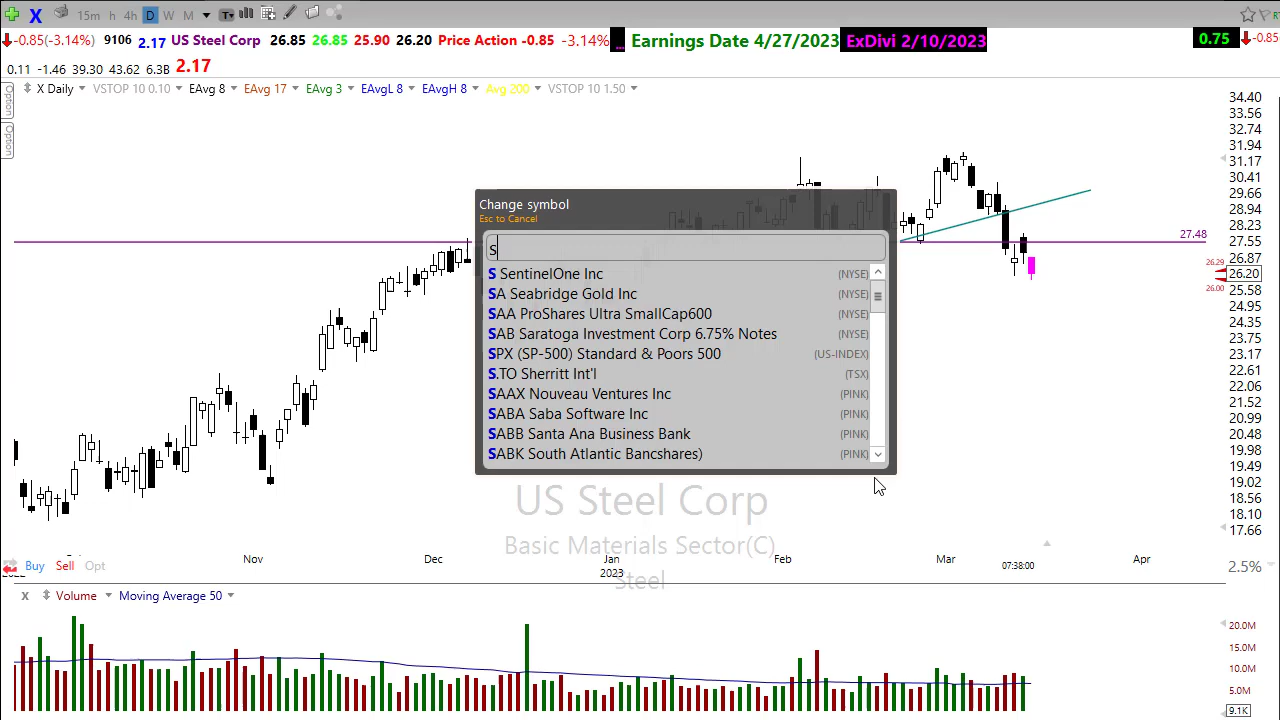 X 15m h 4h D W M T
-0.85(-3.14%) 9106 2.17 US Steel Corp 26.85 26.85 25.90 26.20 Price Action -0.85 -3.14% ... Earnings Date 4/27/2023 ExDivi 2/10/2023 0.75 -0.85
0.11 -1.46 39.30 43.62 6.3B 2.17
X Daily VSTOP 10 0.10 EAvg 8 EAvg 17 EAvg 3 EAvgL 8 EAvgH 8 Avg 200 VSTOP 10 1.50
Option
Option
34.40
33.56
32.74
31.94
31.17
30.41
29.66
28.94
28.23
27.48
27.55
26.87
26.29
26.20
26.00
25.58
24.95
24.35
23.75
23.17
22.61
22.06
21.52
20.99
20.48
19.98
19.49
19.02
18.56
18.10
17.66
Change symbol
Esc to Cancel
S
S SentinelOne Inc (NYSE)
SA Seabridge Gold Inc (NYSE)
SAA ProShares Ultra SmallCap600 (NYSE)
SAB Saratoga Investment Corp 6.75% Notes (NYSE)
SPX (SP-500) Standard & Poors 500 (US-INDEX)
S.TO Sherritt Int'l (TSX)
SAAX Nouveau Ventures Inc (PINK)
SABA Saba Software Inc (PINK)
SABB Santa Ana Business Bank (PINK)
SABK South Atlantic Bancshares) (PINK)
US Steel Corp
Basic Materials Sector(C)
Steel
Nov Dec Jan Feb Mar Apr
2023
07:38:00
Buy Sell Opt
2.5%
X Volume Moving Average 50
20.0M
15.0M
10.0M
5.0M
9.1K